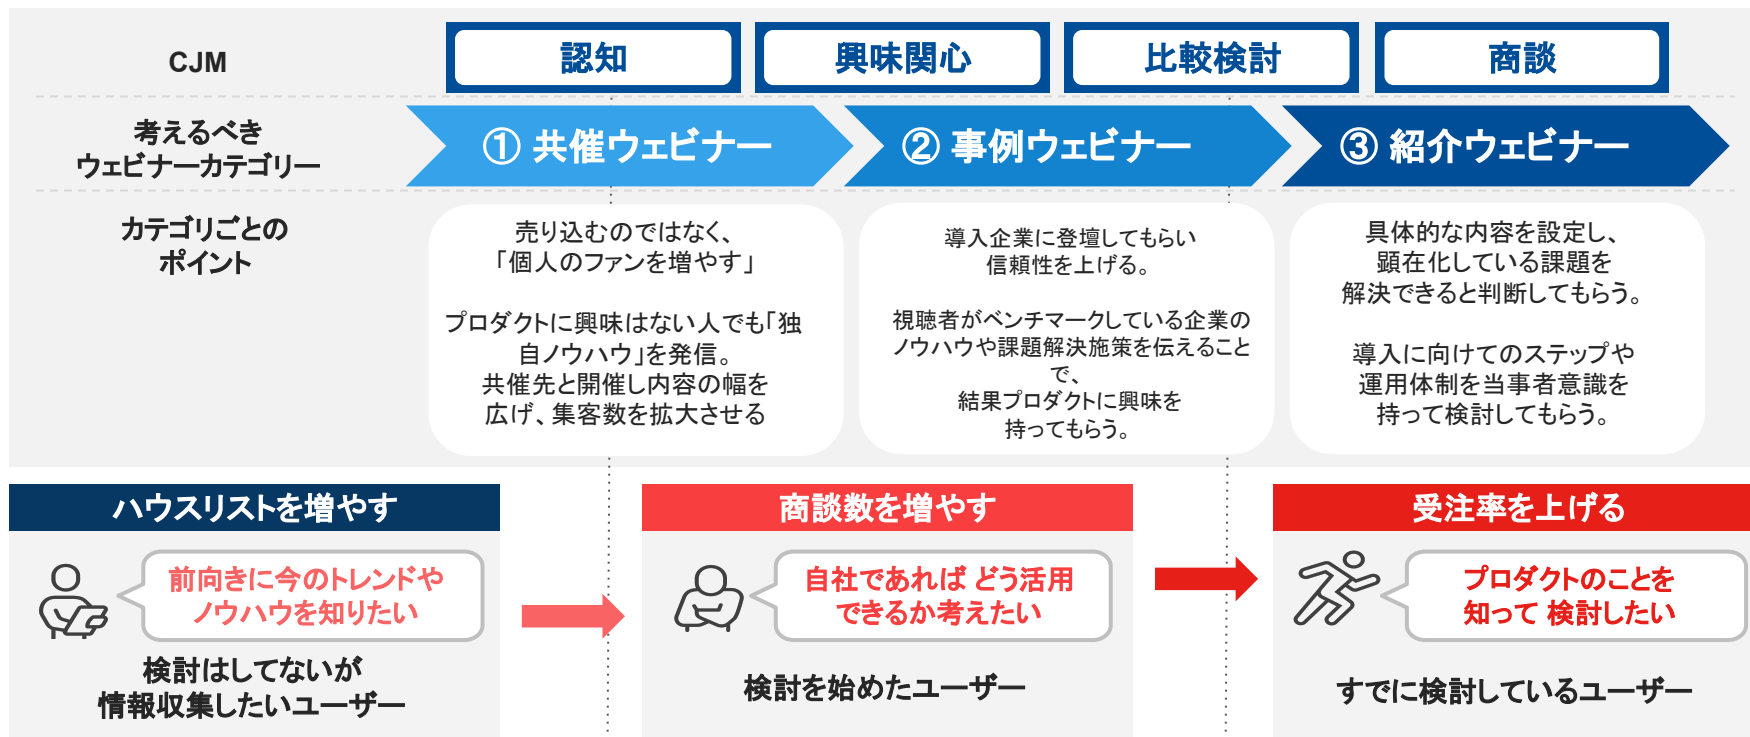 CJM
認知
興味関心
比較検討
商談
考えるべき
ウェビナーカテゴリー
① 共催ウェビナー
② 事例ウェビナー
③ 紹介ウェビナー
カテゴリごとの
ポイント
売り込むのではなく、
「個人のファンを増やす」
プロダクトに興味はない人でも「独
自ノウハウ」を発信。
共催先と開催し内容の幅を
広げ、集客数を拡大させる
導入企業に登壇してもらい
信頼性を上げる。
視聴者がベンチマークしている企業の
ノウハウや課題解決施策を伝えること
で、
結果プロダクトに興味を
持ってもらう。
具体的な内容を設定し、
顕在化している課題を
解決できると判断してもらう。
導入に向けてのステップや
運用体制を当事者意識を
持って検討してもらう。
ハウスリストを増やす
前向きに今のトレンドや
ノウハウを知りたい
検討はしてないが
情報収集したいユーザー
商談数を増やす
自社であれば どう活用
できるか考えたい
検討を始めたユーザー
受注率を上げる
プロダクトのことを
知って 検討したい
すでに検討しているユーザー